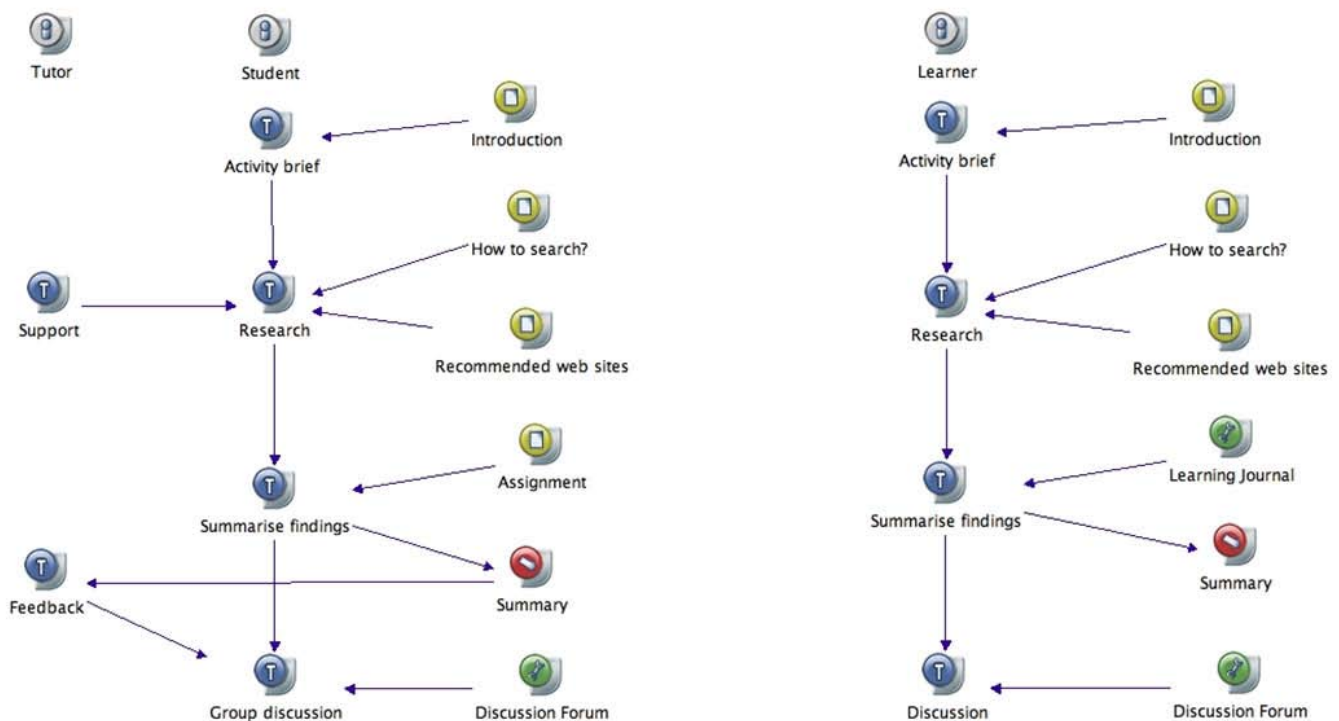 Tutor
Student
Introduction
Activity brief
How to search?
Support
Research
Recommended web sites
Assignment
Summarise findings
Feedback
Summary
Group discussion
Discussion Forum
Learner
Introduction
Activity brief
How to search?
Research
Recommended web sites
Learning Journal
Summarise findings
Summary
Discussion
Discussion Forum
T
T
T
T
T
T
T
T
T
T